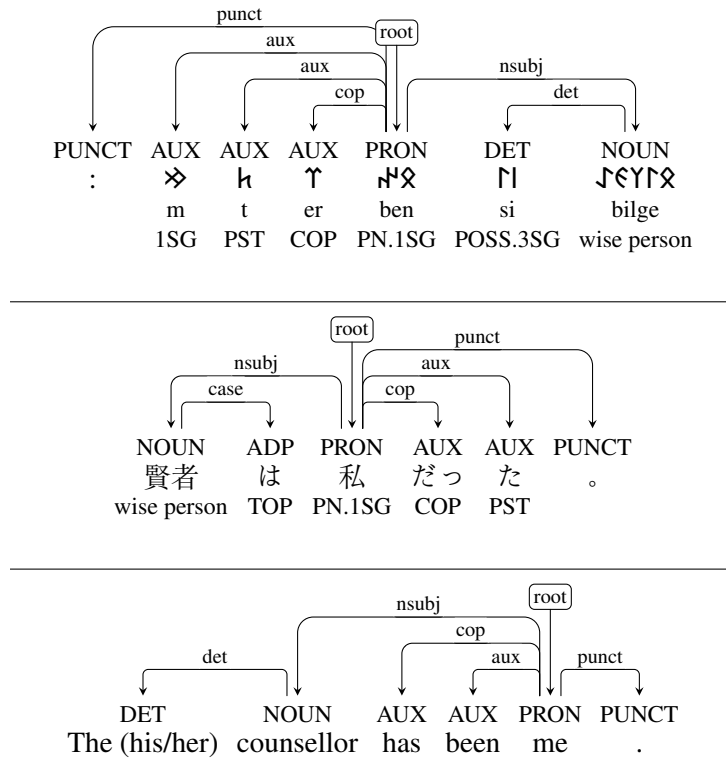 punct
root
aux
aux
cop
nsubj
det
PUNCT AUX AUX AUX PRON DET NOUN
: 𐰢 𐱅 𐰼 𐰋𐰤 𐰾𐰃 𐰋𐰃𐰠𐰏𐰀
m t er ben si bilge
1SG PST COP PN.1SG POSS.3SG wise person
root
nsubj
case
punct
aux
cop
NOUN ADP PRON AUX AUX PUNCT
賢者 は 私 だっ た 。
wise person TOP PN.1SG COP PST
root
nsubj
cop
det
aux
punct
DET NOUN AUX AUX PRON PUNCT
The (his/her) counsellor has been me .